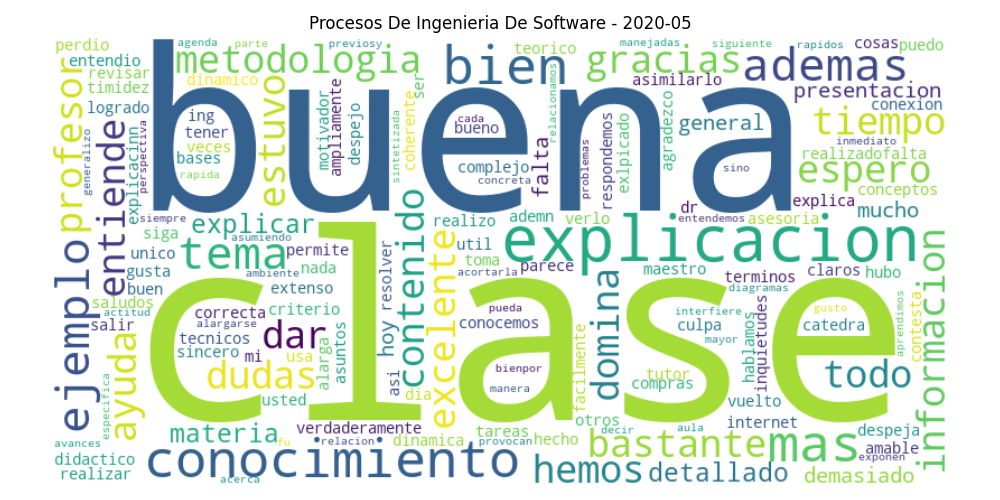 Procesos De Ingenieria De Software - 2020-05
perdio
agenda
parte
previosy
teorico
manejadas
siguiente
rapidos
cosas
puedo
entendio
metodologia
bien
gracias
ademas
revisar
dinamico
ser
asimilarlo
timidez
presentacion
logrado
conexion
profesor
buena
estuvo
motivador
ampliamente
despejo
sintetizada
coherente
ing
tener
veces
bases
rapida
cada
bueno
complejo
concreta
falta
relacionamos
problemas
respondemos
exlpicado
agradezco
general
tiempo
sino
inmediato
realizadofalta
espero
conceptos
generalizo
entiende
perspectiva
explicacinn
psiempre
explicar
siga
asumiendo
contenido
realizo
ademn
verlo
dr
entendemos
asesoria
explica
mucho
ejemplo
unico
tema
permite
util
explicacion
gusta
ambiente
nada
acortarla
toma
parece
maestro
terminos
claros
hubo
buen
extenso
diagramas
saludos
actitud
correcta
criterio
hoy resolver
excelente
clase
pueda
interfiere
gusto
informacion
salir
alargarse
dar
conocemos
domina
culpa
catedra
contesta
aprendimos
ayuda
tecnicos
mayor
hablamos
inquietudes
sincero
mi
usa
alarga
asuntos
bienpor
especifica
dudas
asi
dia
manera
facilmente
tutor
compras
todo
usted
vuelto
otros
internet
materia
verdaderamente
tareas
decir
aula
despeja
avances
fu
relacion
dinamica
provocan
hecho
bastante
mas
amable
didactico
conocimiento
exponen
realizar
acerca
hemos
detallado
demasiado